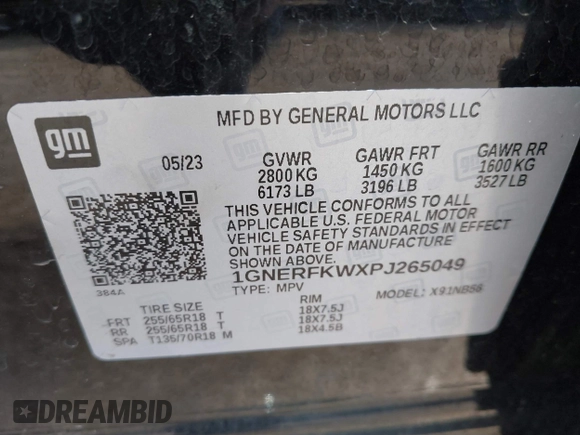 gm
MFD BY GENERAL MOTORS LLC
05/23 GVWR GAWR FRT GAWR RR
2800 KG 1450 KG 1600 KG
6173 LB 3196 LB 3527 LB
THIS VEHICLE CONFORMS TO ALL
APPLICABLE U.S. FEDERAL MOTOR
VEHICLE SAFETY STANDARDS IN EFFECT
ON THE DATE OF MANUFACTURE
SHOWN ABOVE.
1GNERFKWXPJ265049
384A TYPE: MPV MODEL: X91NB56
TIRE SIZE RIM
FRT 255/65R18 T 18X7.5J
RR 255/65R18 T 18X7.5J
SPA T135/70R18 M 18X4.5B
DREAMBID